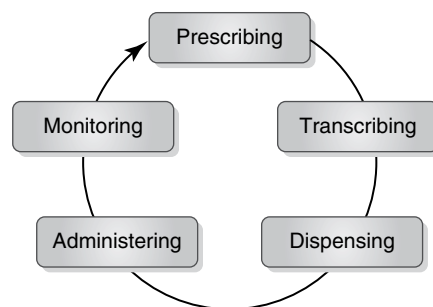 Prescribing
Transcribing
Dispensing
Administering
Monitoring